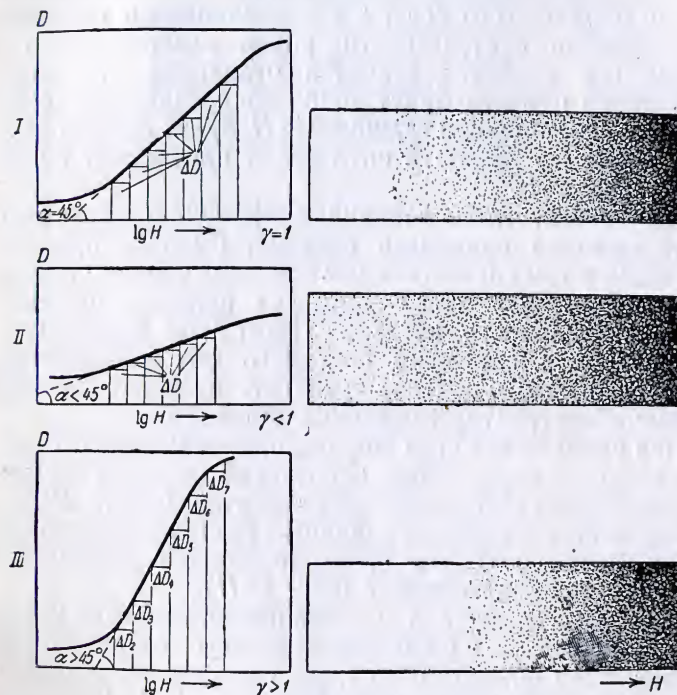 D
I
ΔD
α=45°
lg H → γ=1
D
II
ΔD
α<45°
lg H → γ<1
D
III
ΔD₇
ΔD₆
ΔD₅
ΔD₄
ΔD₃
ΔD₂
α>45°
lg H → γ>1
→ H